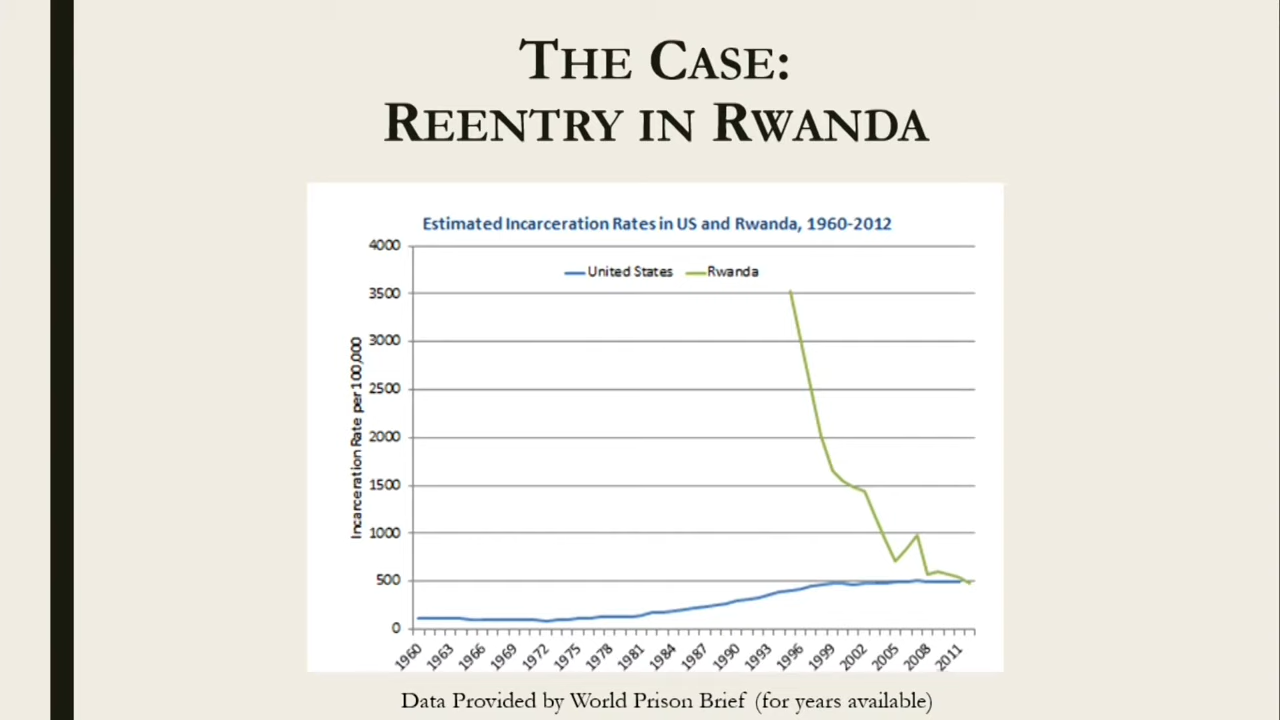 THE CASE:
REENTRY IN RWANDA
Estimated Incarceration Rates in US and Rwanda, 1960-2012
4000
United States Rwanda
3500
3000
2500
2000
1500
1000
500
0
Incarceration Rate per 100,000
1960 1963 1966 1969 1972 1975 1978 1981 1984 1987 1990 1993 1996 1999 2002 2005 2008 2011
Data Provided by World Prison Brief (for years available)